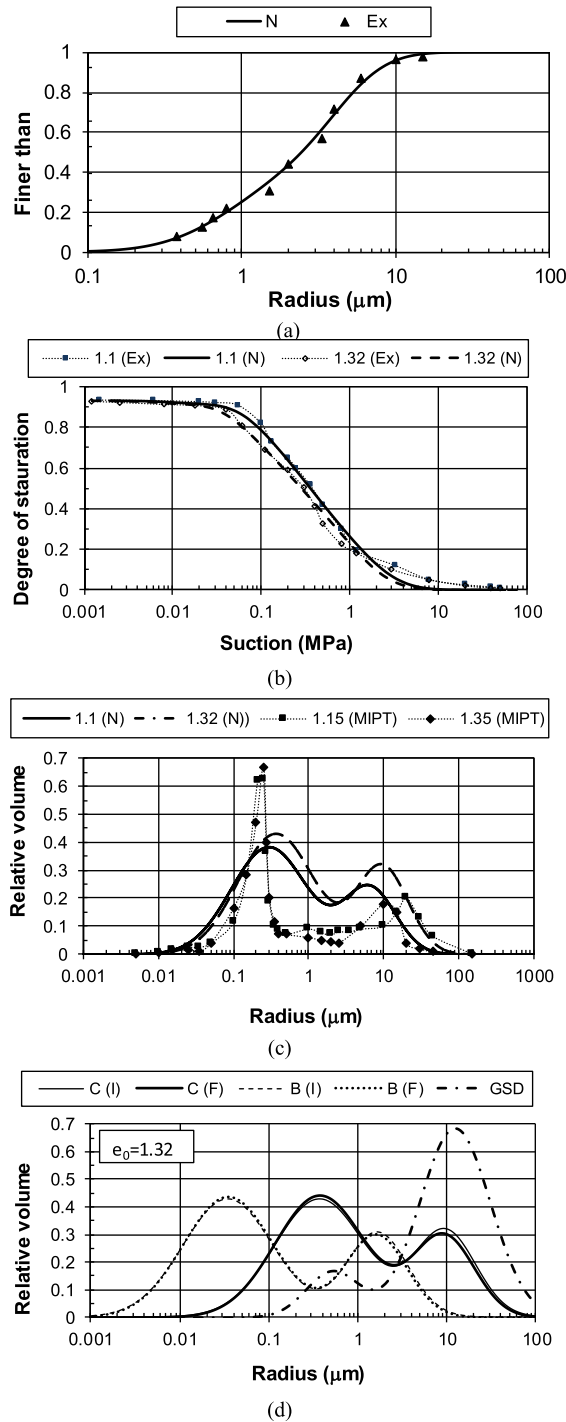 N Ex
1
0.8
0.6
0.4
0.2
0
Finer than
0.1 1 10 100
Radius (μm)
(a)
1.1 (Ex) 1.1 (N) 1.32 (Ex) 1.32 (N)
1
0.8
0.6
0.4
0.2
0
Degree of stauration
0.001 0.01 0.1 1 10 100
Suction (MPa)
(b)
1.1 (N) 1.32 (N)) 1.15 (MIPT) 1.35 (MIPT)
0.7
0.6
0.5
0.4
0.3
0.2
0.1
0
Relative volume
0.001 0.01 0.1 1 10 100 1000
Radius (μm)
(c)
C (I) C (F) B (I) B (F) GSD
0.7
0.6
0.5
0.4
0.3
0.2
0.1
0
Relative volume
e0=1.32
0.001 0.01 0.1 1 10 100
Radius (μm)
(d)